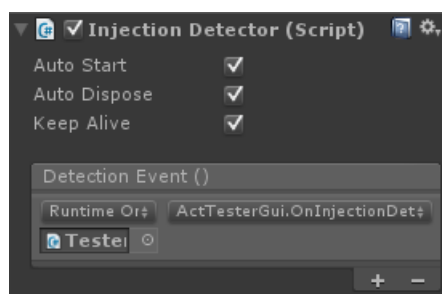 Injection Detector (Script)
Auto Start
Auto Dispose
Keep Alive
Detection Event ()
Runtime Or ActTesterGui.OnInjectionDet
Tester
+ -